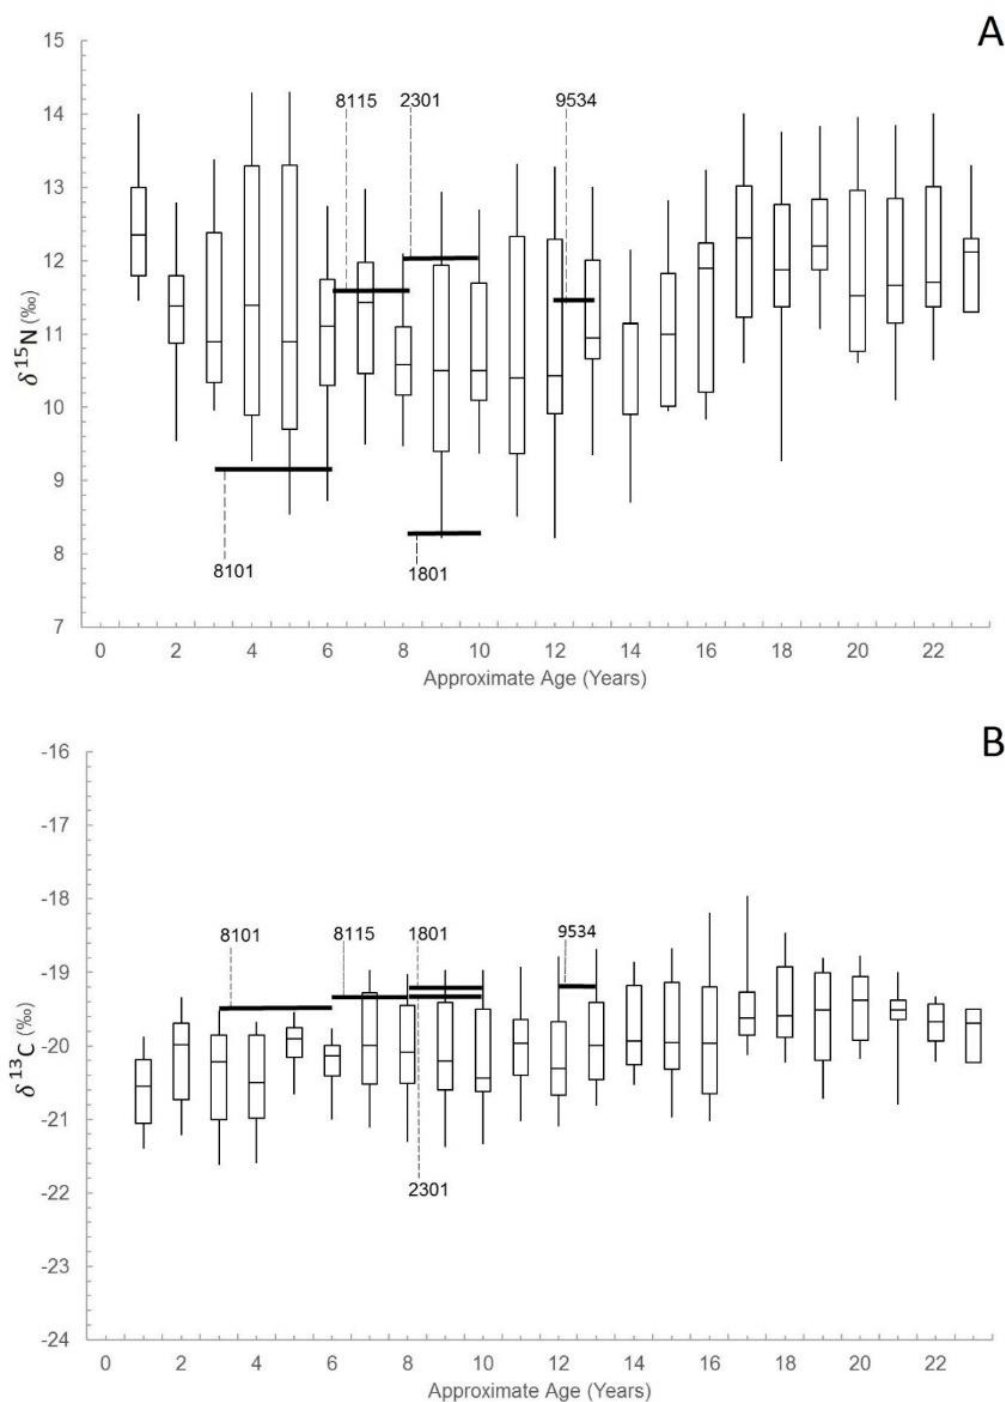 A
15
14
13
12
11
10
9
8
7
δ 15N (‰)
8115 2301 9534
8101 1801
0 2 4 6 8 10 12 14 16 18 20 22
Approximate Age (Years)
B
-16
-17
-18
-19
-20
-21
-22
-23
-24
δ 13C (‰)
8101 8115 1801 9534
2301
0 2 4 6 8 10 12 14 16 18 20 22
Approximate Age (Years)